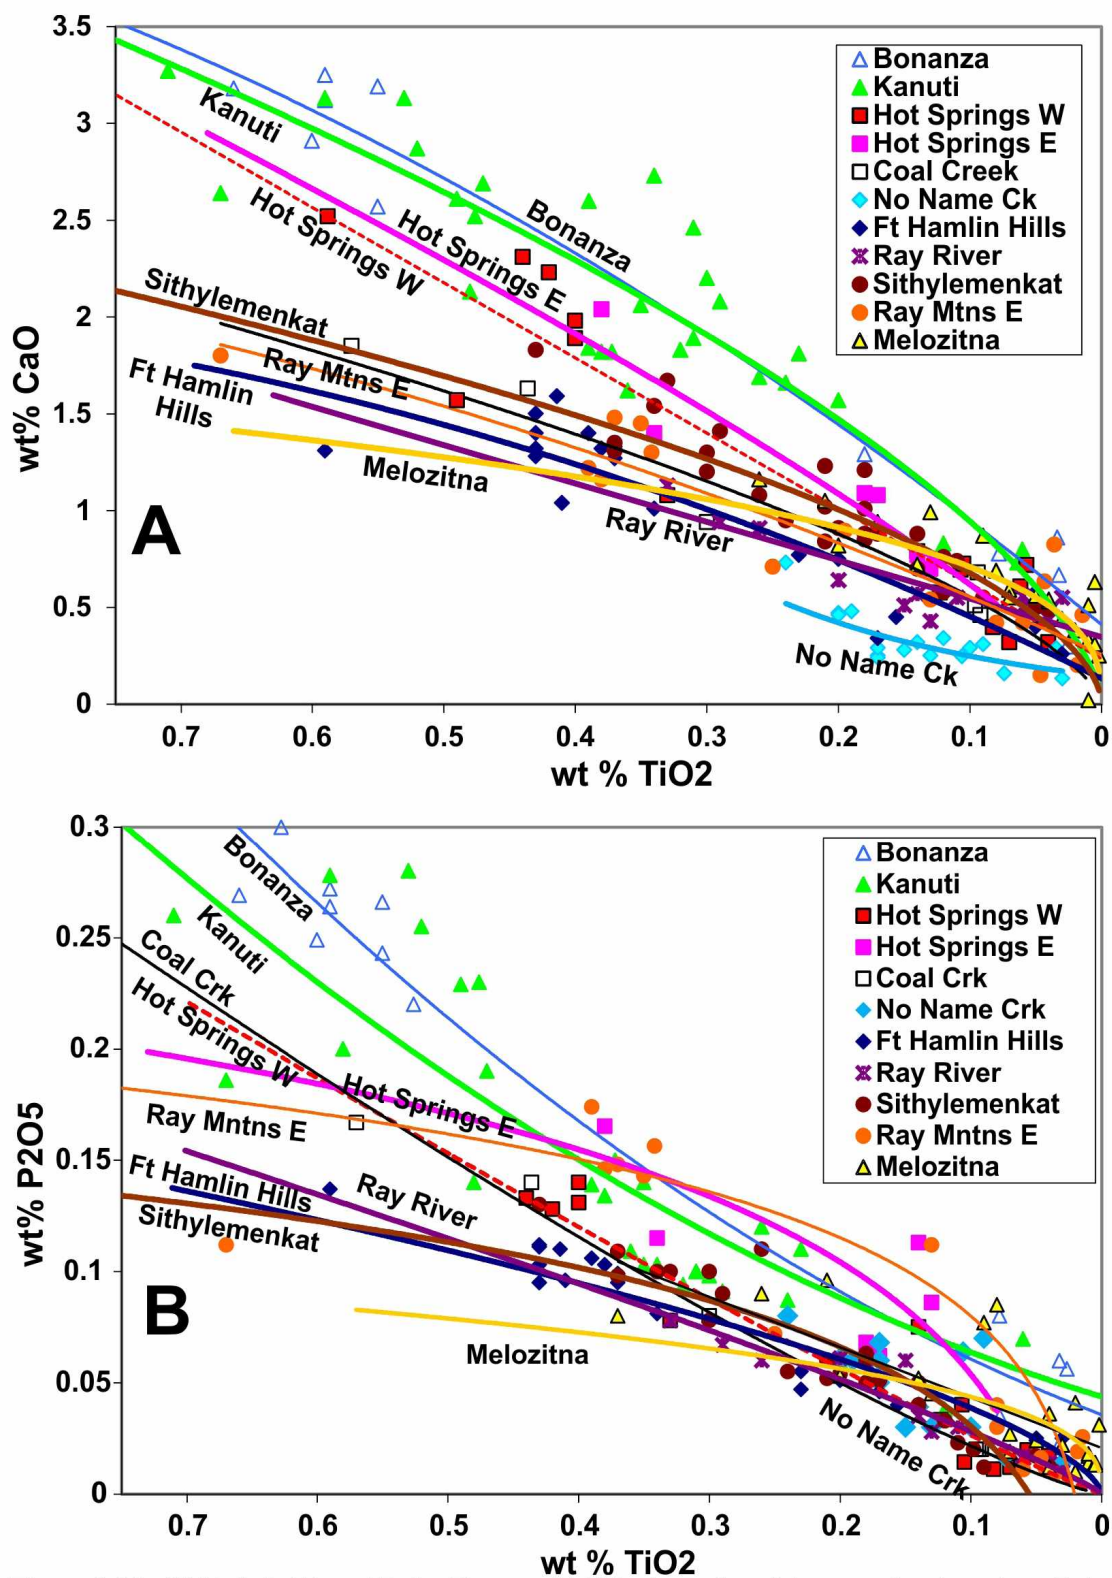 3.5
3
2.5
2
1.5
1
0.5
0
wt% CaO
Bonanza
Kanuti
Hot Springs W
Hot Springs E
Coal Creek
No Name Ck
Ft Hamlin Hills
Ray River
Sithylemenkat
Ray Mtns E
Melozitna
Kanuti
Hot Springs W
Hot Springs E
Bonanza
Sithylemenkat
Ray Mtns E
Ft Hamlin
Hills
Melozitna
Ray River
No Name Ck
A
0.7 0.6 0.5 0.4 0.3 0.2 0.1 0
wt % TiO2
0.3
0.25
0.2
0.15
0.1
0.05
0
wt% P2O5
Bonanza
Kanuti
Hot Springs W
Hot Springs E
Coal Crk
No Name Crk
Ft Hamlin Hills
Ray River
Sithylemenkat
Ray Mntns E
Melozitna
Bonanza
Kanuti
Coal Crk
Hot Springs W
Hot Springs E
Ray Mntns E
Ft Hamlin Hills
Ray River
Sithylemenkat
Melozitna
No Name Crk
B
0.7 0.6 0.5 0.4 0.3 0.2 0.1 0
wt % TiO2